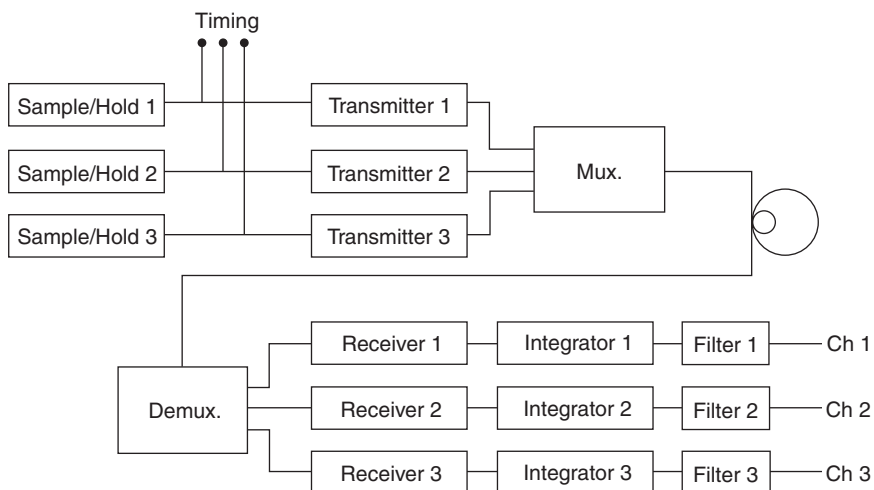 Timing
Sample/Hold 1
Transmitter 1
Sample/Hold 2
Transmitter 2
Mux.
Sample/Hold 3
Transmitter 3
Receiver 1
Integrator 1
Filter 1
Ch 1
Demux.
Receiver 2
Integrator 2
Filter 2
Ch 2
Receiver 3
Integrator 3
Filter 3
Ch 3